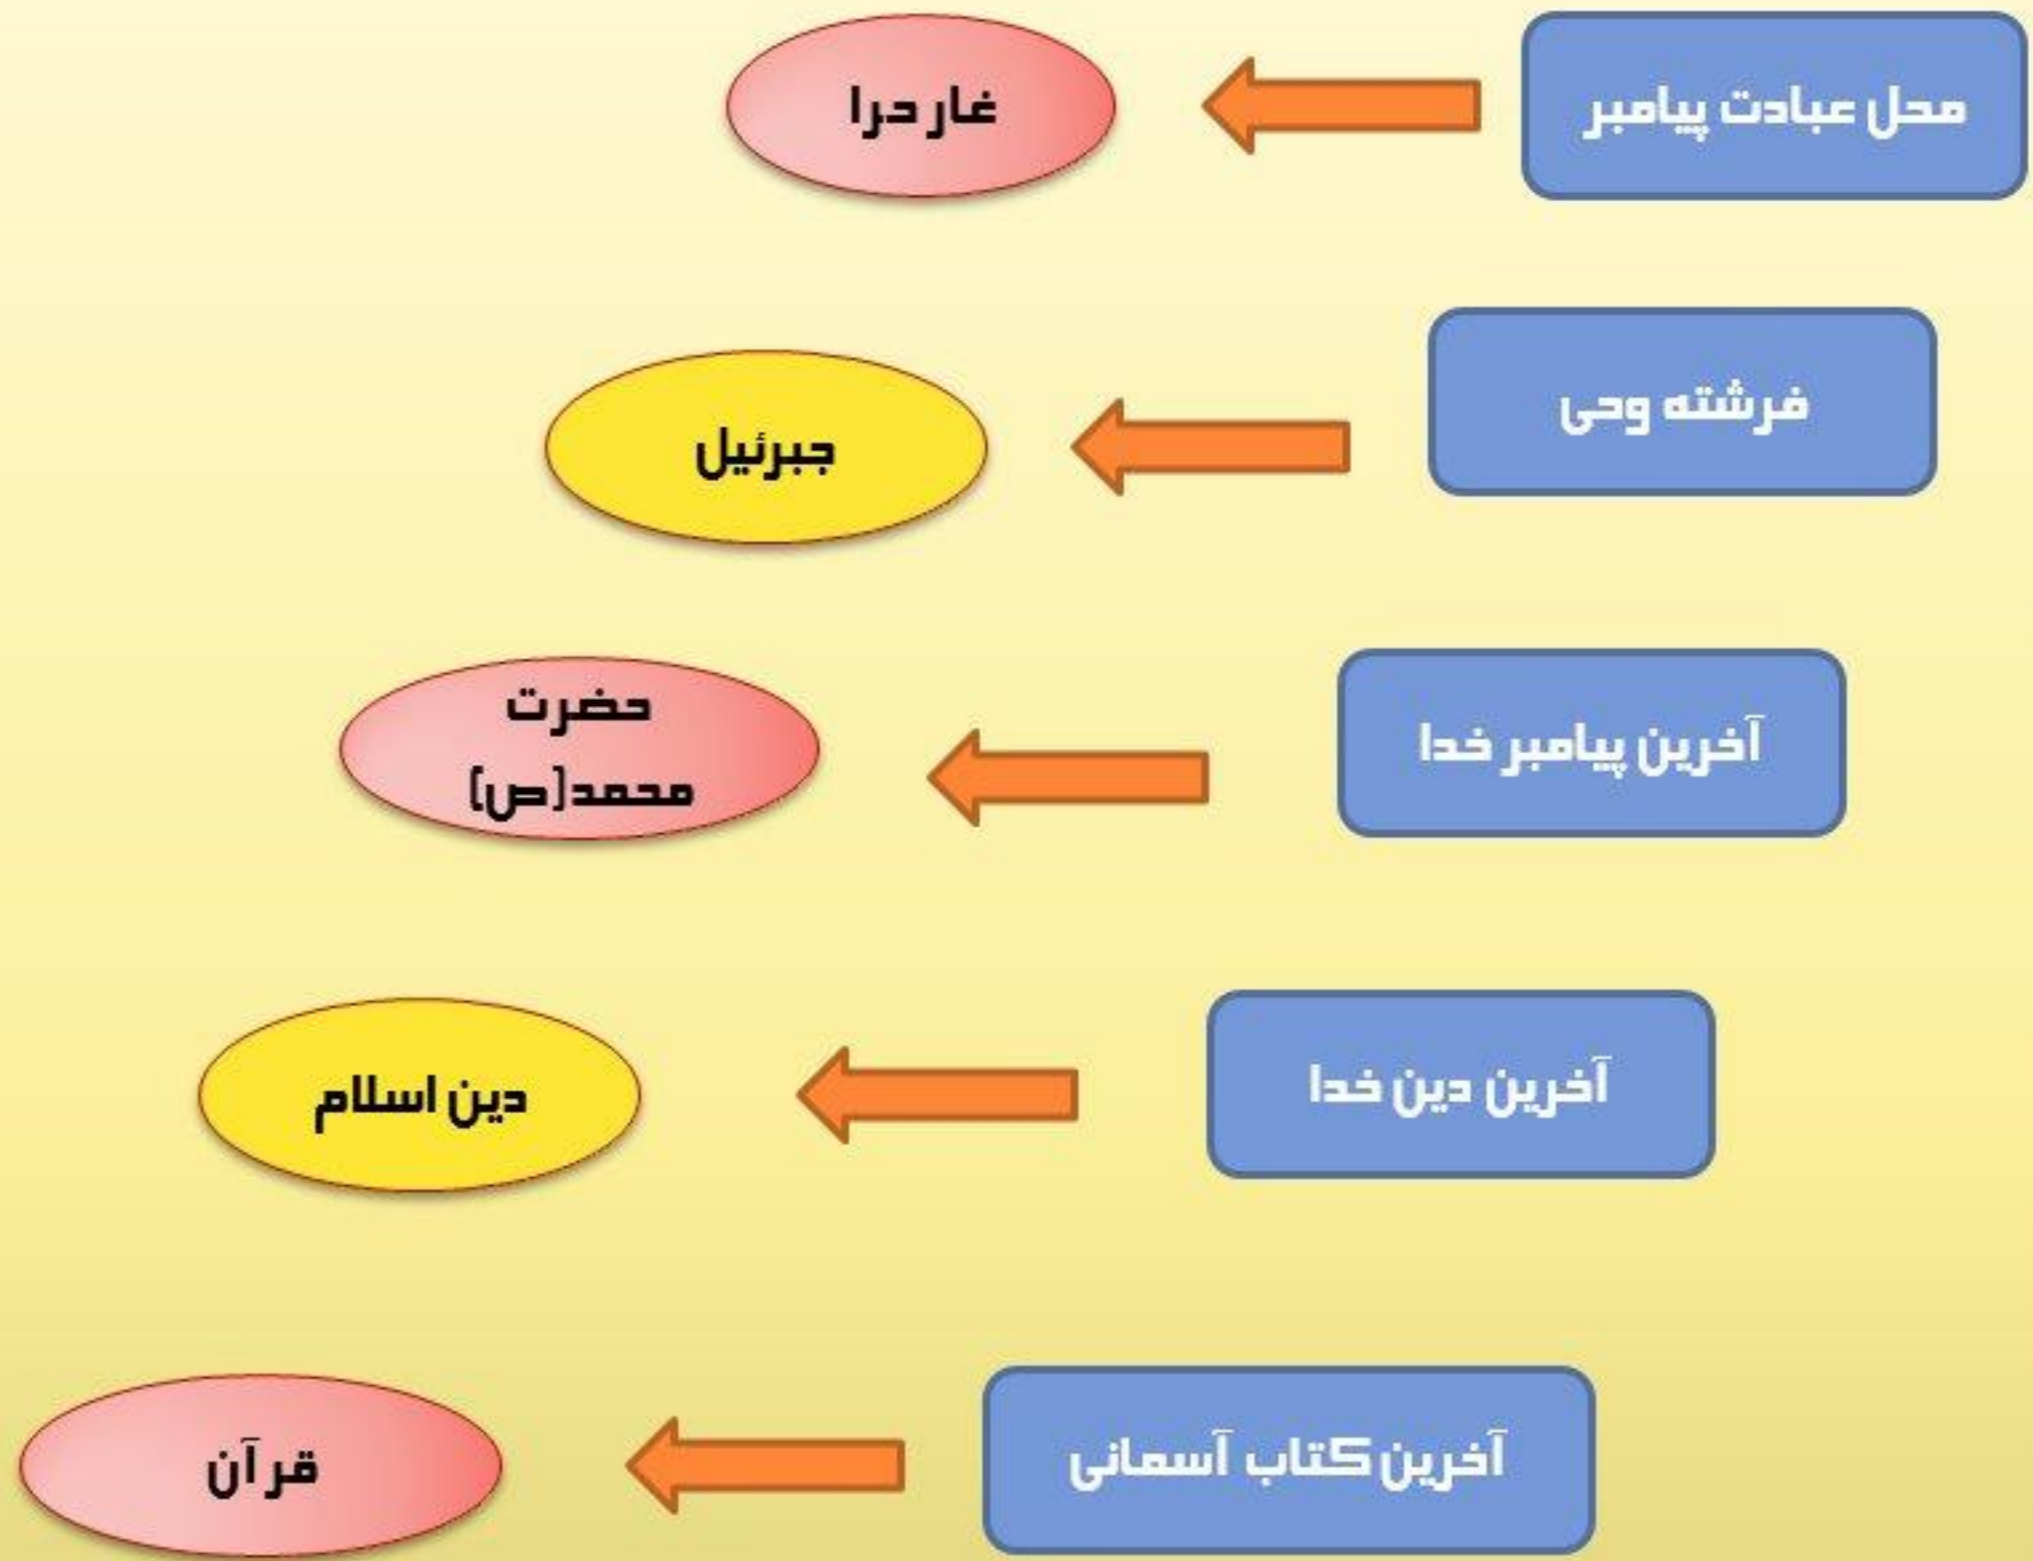 محل عبادت پیامبر
غار حرا
فرشته وحی
جبرئیل
آخرین پیامبر خدا
حضرت
محمد(ص)
آخرین دین خدا
دین اسلام
آخرین کتاب آسمانی
قرآن